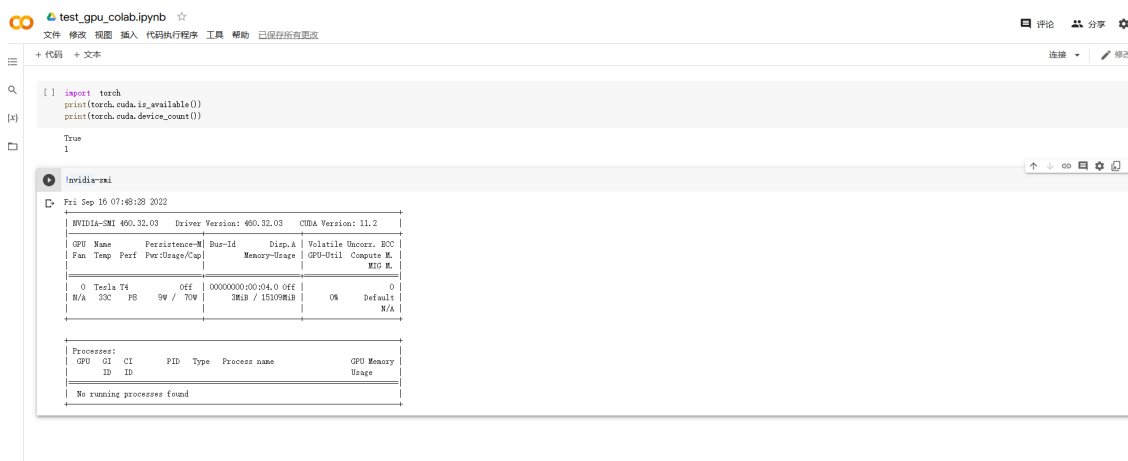 test_gpu_colab.ipynb
评论
分享
文件 修改 视图 插入 代码执行程序 工具 帮助 已保存所有更改
+ 代码 + 文本
连接
修改
[ ] import torch
print(torch.cuda.is_available())
print(torch.cuda.device_count())
True
1
!nvidia-smi
Fri Sep 16 07:48:28 2022
NVIDIA-SMI 460.32.03 Driver Version: 460.32.03 CUDA Version: 11.2
GPU Name Persistence-M| Bus-Id Disp.A | Volatile Uncorr. ECC
Fan Temp Perf Pwr:Usage/Cap| Memory-Usage | GPU-Util Compute M.
MIG M.
0 Tesla T4 Off | 00000000:00:04.0 Off | 0
N/A 33C P8 9W / 70W | 3MiB / 15109MiB | 0% Default
N/A
Processes:
GPU GI CI PID Type Process name GPU Memory
ID ID Usage
No running processes found